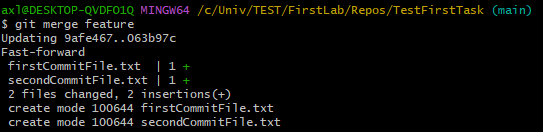 axl@DESKTOP-QVDFO1Q MINGW64 /c/Univ/TEST/FirstLab/Repos/TestFirstTask (main)
$ git merge feature
Updating 9afe467..063b97c
Fast-forward
 firstCommitFile.txt  | 1 +
 secondCommitFile.txt | 1 +
 2 files changed, 2 insertions(+)
 create mode 100644 firstCommitFile.txt
 create mode 100644 secondCommitFile.txt